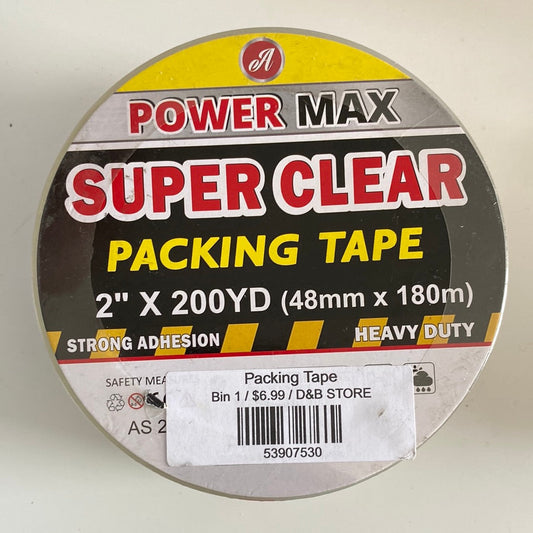 A
POWER MAX
SUPER CLEAR
PACKING TAPE
2" X 200YD (48mm x 180m)
STRONG ADHESION HEAVY DUTY
SAFETY
AS 2
Packing Tape
Bin 1 / $6.99 / D&B STORE
53907530